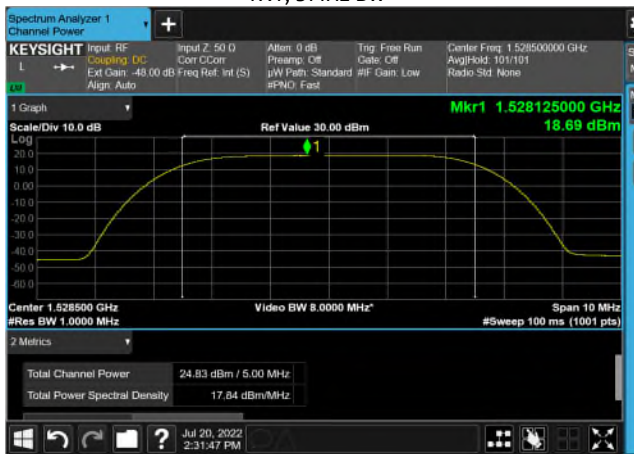 Spectrum Analyzer 1
Channel Power
+
KEYSIGHT
L
Input: RF
Coupling: DC
Ext Gain: -48.00 dB
Align: Auto
Input Z: 50 Ω
Corr CCorr
Freq Ref: Int (S)
Atten: 0 dB
Preamp: Off
µW Path: Standard
#PNO: Fast
Trig: Free Run
Gate: Off
#IF Gain: Low
Center Freq: 1.528500000 GHz
Avg|Hold: 101/101
Radio Std: None
1 Graph
Scale/Div 10.0 dB
Ref Value 30.00 dBm
Mkr1 1.528125000 GHz
18.69 dBm
Log
20.0
10.0
0.00
-10.0
-20.0
-30.0
-40.0
-50.0
-60.0
1
Center 1.528500 GHz
#Res BW 1.0000 MHz
Video BW 8.0000 MHz*
Span 10 MHz
#Sweep 100 ms (1001 pts)
2 Metrics
Total Channel Power 24.83 dBm / 5.00 MHz
Total Power Spectral Density 17.84 dBm/MHz
?
Jul 20, 2022
2:31:47 PM